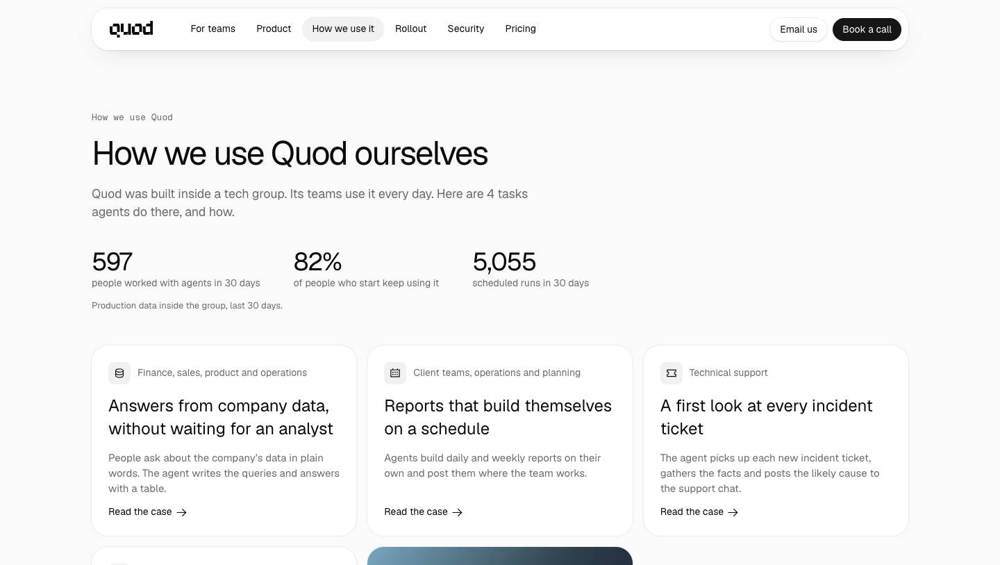 quod
For teams
Product
How we use it
Rollout
Security
Pricing
Email us
Book a call
How we use Quod
How we use Quod ourselves
Quod was built inside a tech group. Its teams use it every day. Here are 4 tasks
agents do there, and how.
597
people worked with agents in 30 days
82%
of people who start keep using it
5,055
scheduled runs in 30 days
Production data inside the group, last 30 days.
Finance, sales, product and operations
Answers from company data,
without waiting for an analyst
People ask about the company's data in plain
words. The agent writes the queries and answers
with a table.
Read the case →
Client teams, operations and planning
Reports that build themselves
on a schedule
Agents build daily and weekly reports on their
own and post them where the team works.
Read the case →
Technical support
A first look at every incident
ticket
The agent picks up each new incident ticket,
gathers the facts and posts the likely cause to
the support chat.
Read the case →